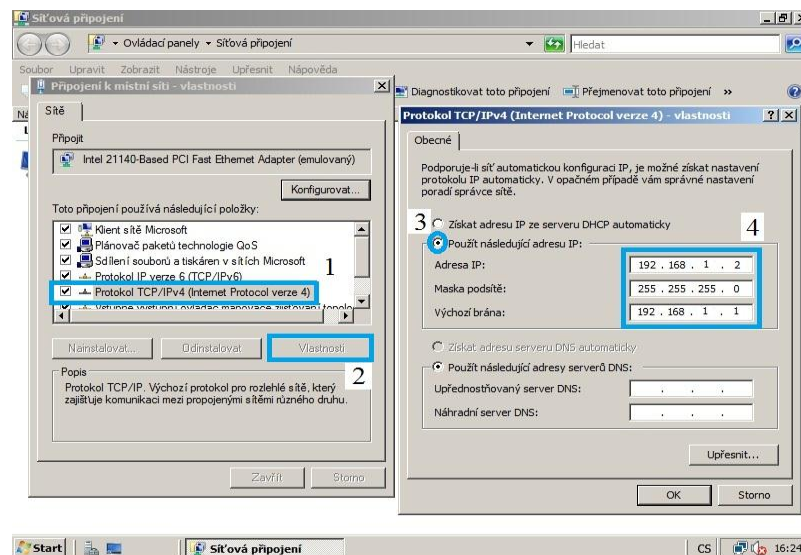 Síťová připojení
Ovládací panely
Síťová připojení
Hledat
Soubor Upravit Zobrazit Nástroje Upřesnit Nápověda
Diagnostikovat toto připojení
Přejmenovat toto připojení
»
Připojení k místní síti - vlastnosti
Sítě
Připojit
Intel 21140-Based PCI Fast Ethernet Adapter (emulovaný)
Konfigurovat...
Toto připojení používá následující položky:
Klient sítě Microsoft
Plánovač paketů technologie QoS
Sdílení souborů a tiskáren v sítích Microsoft
Protokol IP verze 6 (TCP/IPv6)
1
Protokol TCP/IPv4 (Internet Protocol verze 4)
Vstupně výstupní ovladač mapovače zjišťování topolo
Nainstalovat...
Odinstalovat
Vlastnosti
2
Popis
Protokol TCP/IP. Výchozí protokol pro rozlehlé sítě, který
zajišťuje komunikaci mezi propojenými sítěmi různého druhu.
Zavřít
Storno
Protokol TCP/IPv4 (Internet Protocol verze 4) - vlastnosti
Obecné
Podporuje-li síť automatickou konfiguraci IP, je možné získat nastavení
protokolu IP automaticky. V opačném případě vám správné nastavení
poradí správce sítě.
3
Získat adresu IP ze serveru DHCP automaticky
4
Použít následující adresu IP:
Adresa IP: 192 . 168 . 1 . 2
Maska podsítě: 255 . 255 . 255 . 0
Výchozí brána: 192 . 168 . 1 . 1
Získat adresu serveru DNS automaticky
Použít následující adresy serverů DNS:
Upřednostňovaný server DNS: . . .
Náhradní server DNS: . . .
Upřesnit...
OK
Storno
Start
Síťová připojení
CS
16:24